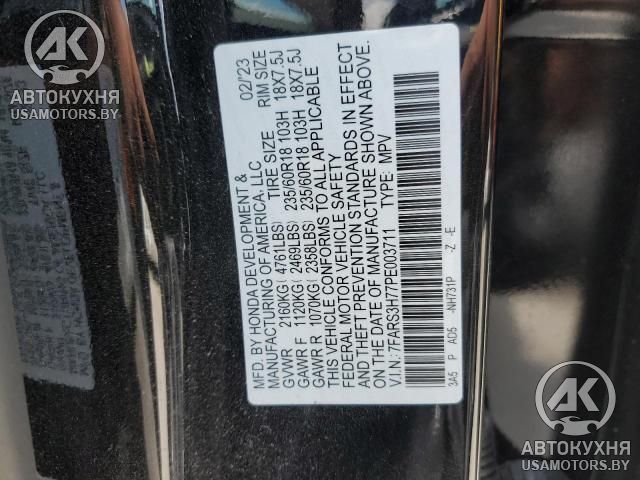 MFD. BY HONDA DEVELOPMENT & 02/'23
MANUFACTURING OF AMERICA, LLC
TIRE SIZE RIM SIZE
GVWR 2160KG( 4761LBS)
GAWR F 1120KG( 2469LBS) 235/60R18 103H 18X7.5J
GAWR R 1070KG( 2358LBS) 235/60R18 103H 18X7.5J
THIS VEHICLE CONFORMS TO ALL APPLICABLE
FEDERAL MOTOR VEHICLE SAFETY
AND THEFT PREVENTION STANDARDS IN EFFECT
ON THE DATE OF MANUFACTURE SHOWN ABOVE.
V.I.N.: 7FARS3H77PE003711 TYPE: MPV
3A5 P AD5 -NH731P -Z -E
AK
АВТОКУХНЯ
USAMOTORS.BY
AK
АВТОКУХНЯ
USAMOTORS.BY